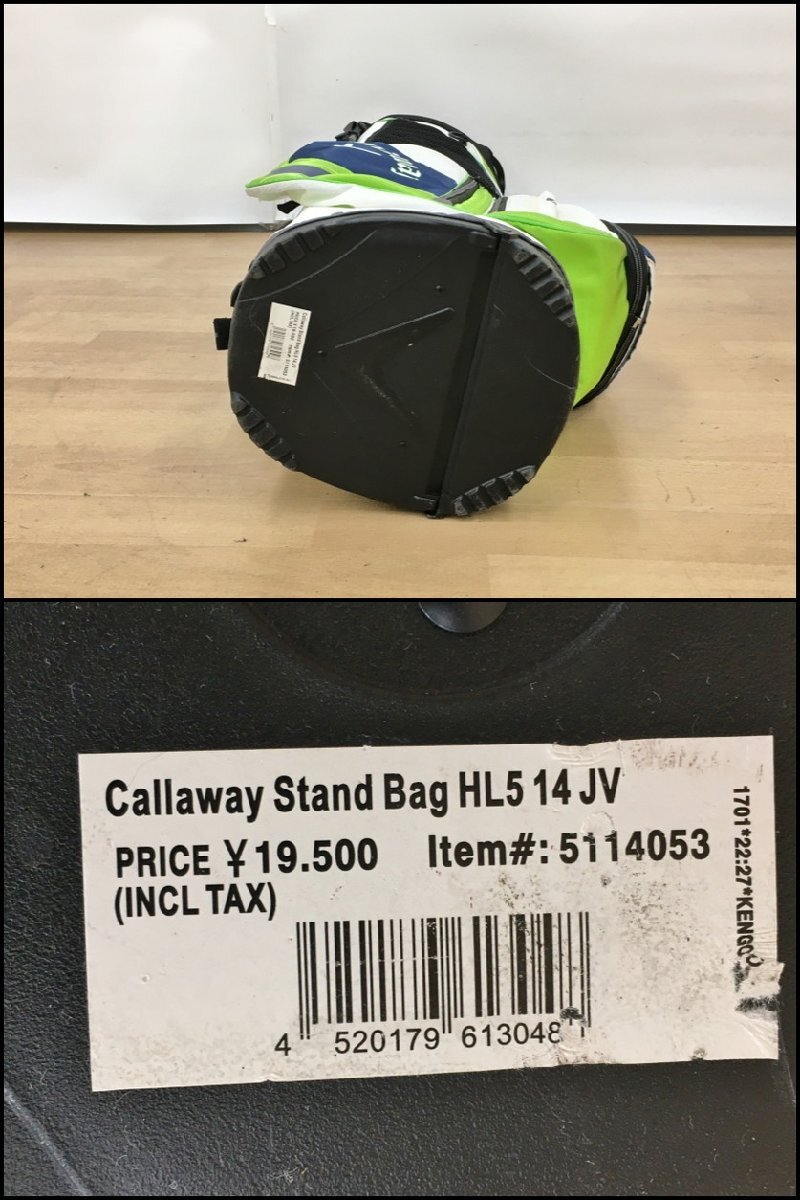 Callaway Stand Bag HL5 14 JV
PRICE ¥19.500 Item#: 5114053
(INCL TAX)
4 520179 613048
1701*22:27*KENGO